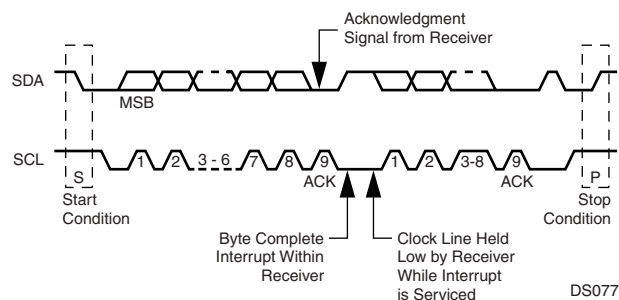 Acknowledgment
Signal from Receiver
SDA
MSB
SCL
S
1 2 3 - 6 7 8 9 1 2 3-8 9
P
ACK
ACK
Start
Condition
Stop
Condition
Byte Complete
Interrupt Within
Receiver
Clock Line Held
Low by Receiver
While Interrupt
is Serviced
DS077